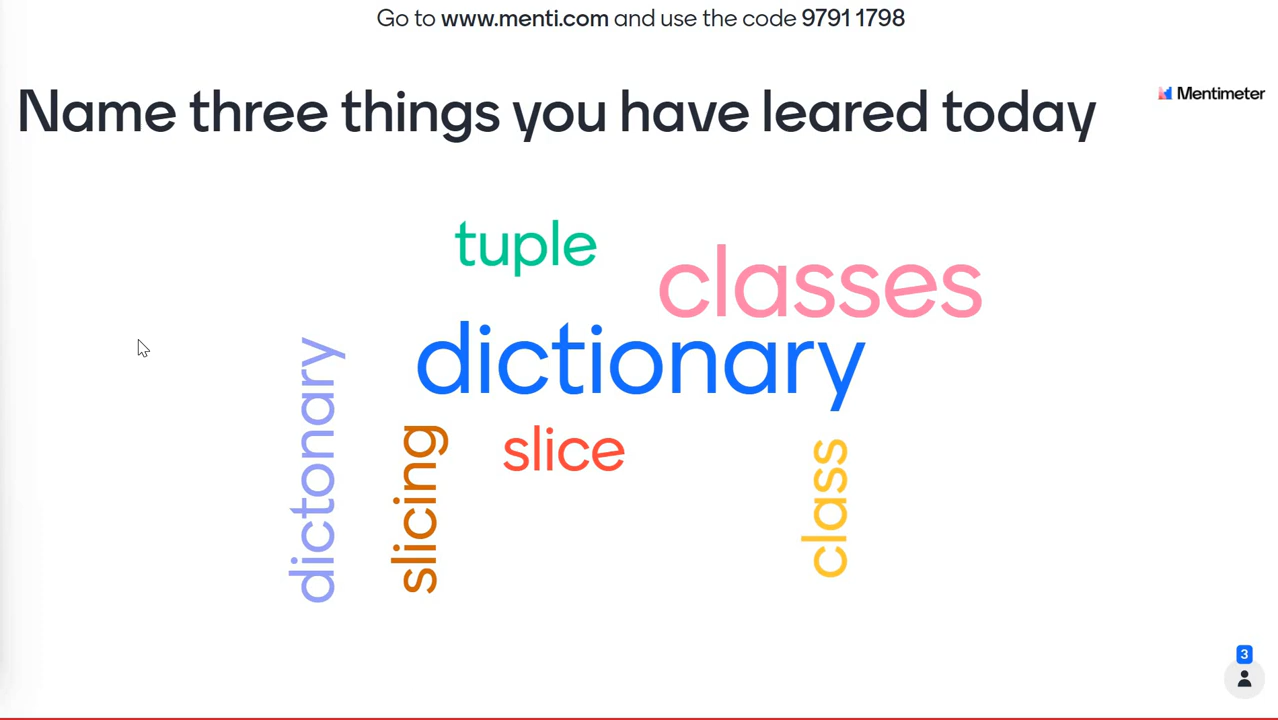 Go to www.menti.com and use the code 9791 1798
Mentimeter
Name three things you have leared today
tuple
classes
dictionary
dictonary
slicing
slice
class
3